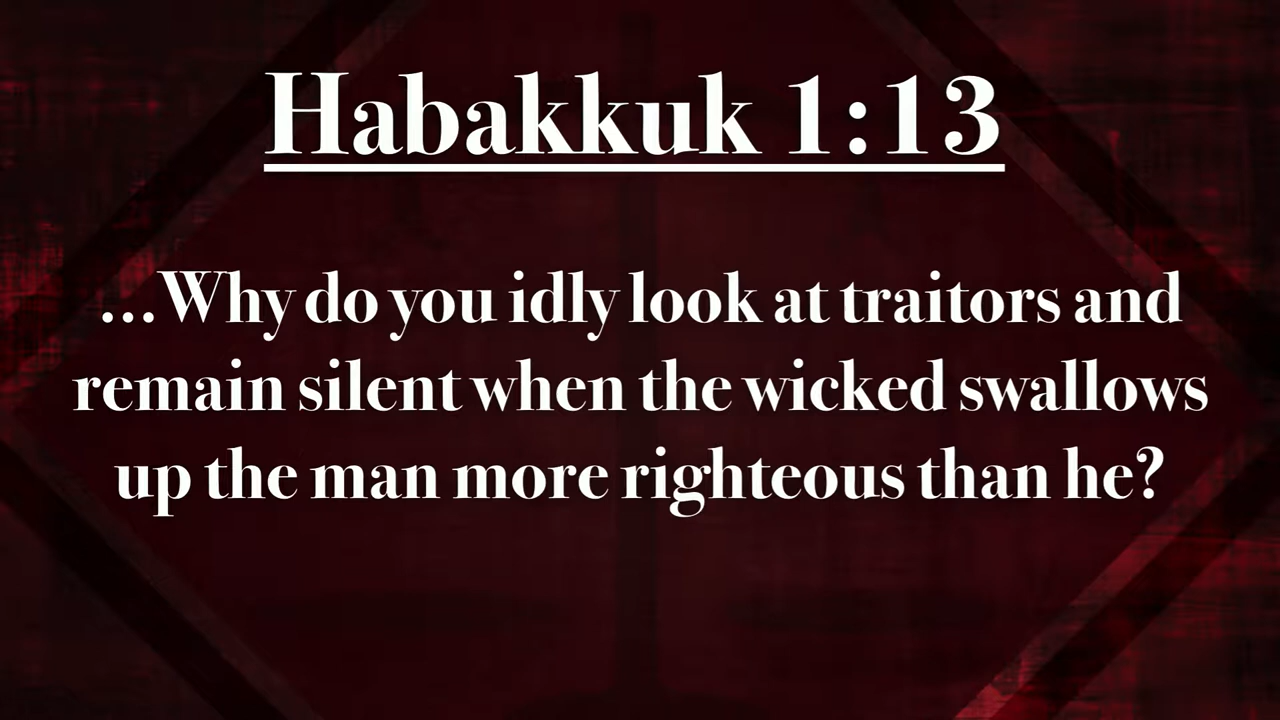 Habakkuk 1:13
...Why do you idly look at traitors and
remain silent when the wicked swallows
up the man more righteous than he?